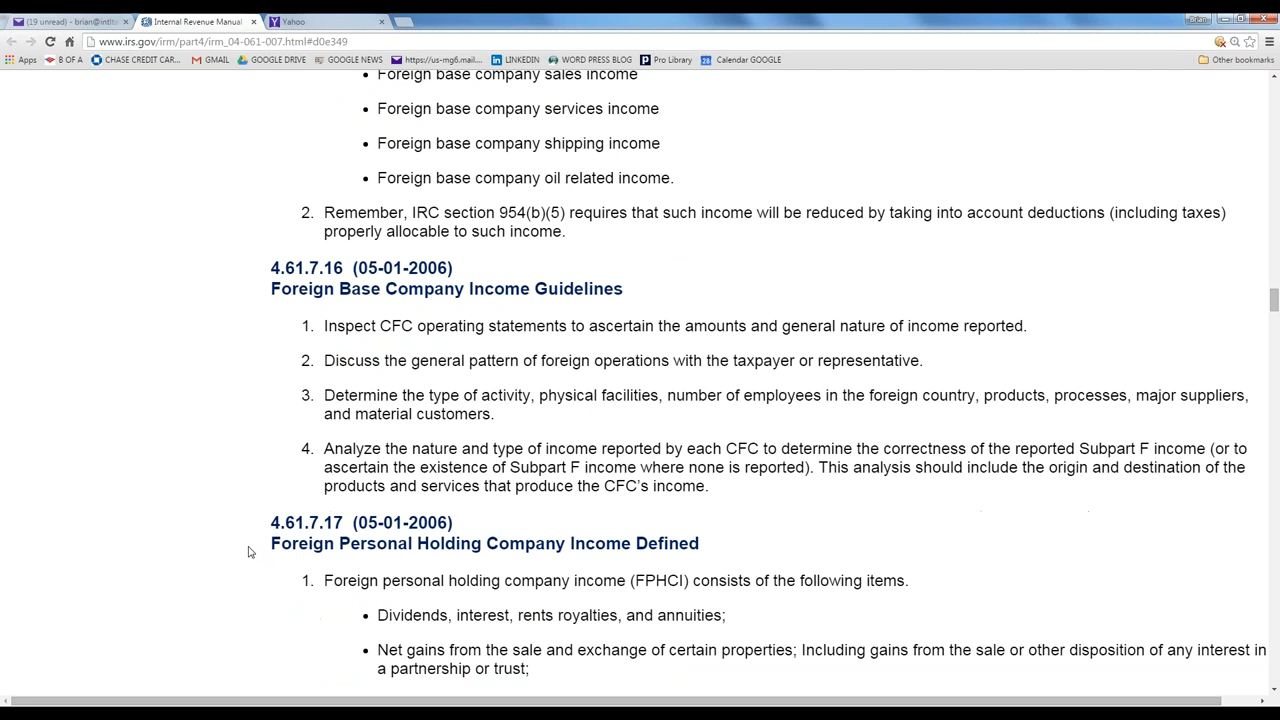 (19 unread) - brian@intlt
Internal Revenue Manual
Yahoo
Brian
www.irs.gov/irm/part4/irm_04-061-007.html#d0e349
Apps
B OF A
CHASE CREDIT CAR...
GMAIL
GOOGLE DRIVE
GOOGLE NEWS
https://us-mg6.mail....
LINKEDIN
WORD PRESS BLOG
Pro Library
28 Calendar GOOGLE
Other bookmarks
• Foreign base company sales income
• Foreign base company services income
• Foreign base company shipping income
• Foreign base company oil related income.
2. Remember, IRC section 954(b)(5) requires that such income will be reduced by taking into account deductions (including taxes)
properly allocable to such income.
4.61.7.16 (05-01-2006)
Foreign Base Company Income Guidelines
1. Inspect CFC operating statements to ascertain the amounts and general nature of income reported.
2. Discuss the general pattern of foreign operations with the taxpayer or representative.
3. Determine the type of activity, physical facilities, number of employees in the foreign country, products, processes, major suppliers,
and material customers.
4. Analyze the nature and type of income reported by each CFC to determine the correctness of the reported Subpart F income (or to
ascertain the existence of Subpart F income where none is reported). This analysis should include the origin and destination of the
products and services that produce the CFC's income.
4.61.7.17 (05-01-2006)
Foreign Personal Holding Company Income Defined
1. Foreign personal holding company income (FPHCI) consists of the following items.
• Dividends, interest, rents royalties, and annuities;
• Net gains from the sale and exchange of certain properties; Including gains from the sale or other disposition of any interest in
a partnership or trust;